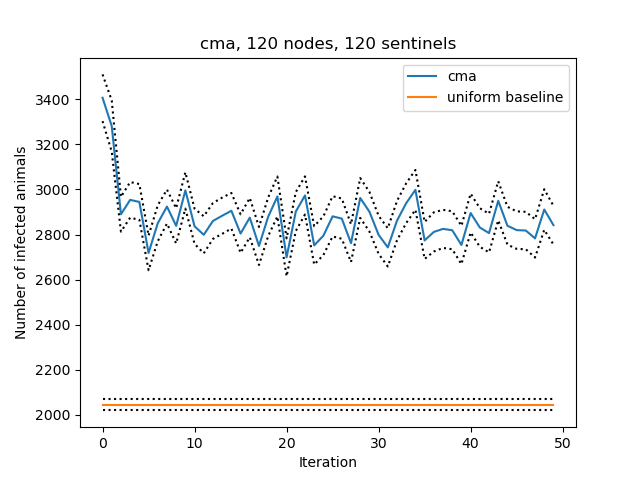 cma, 120 nodes, 120 sentinels
cma
uniform baseline
Number of infected animals
3400
3200
3000
2800
2600
2400
2200
2000
0 10 20 30 40 50
Iteration